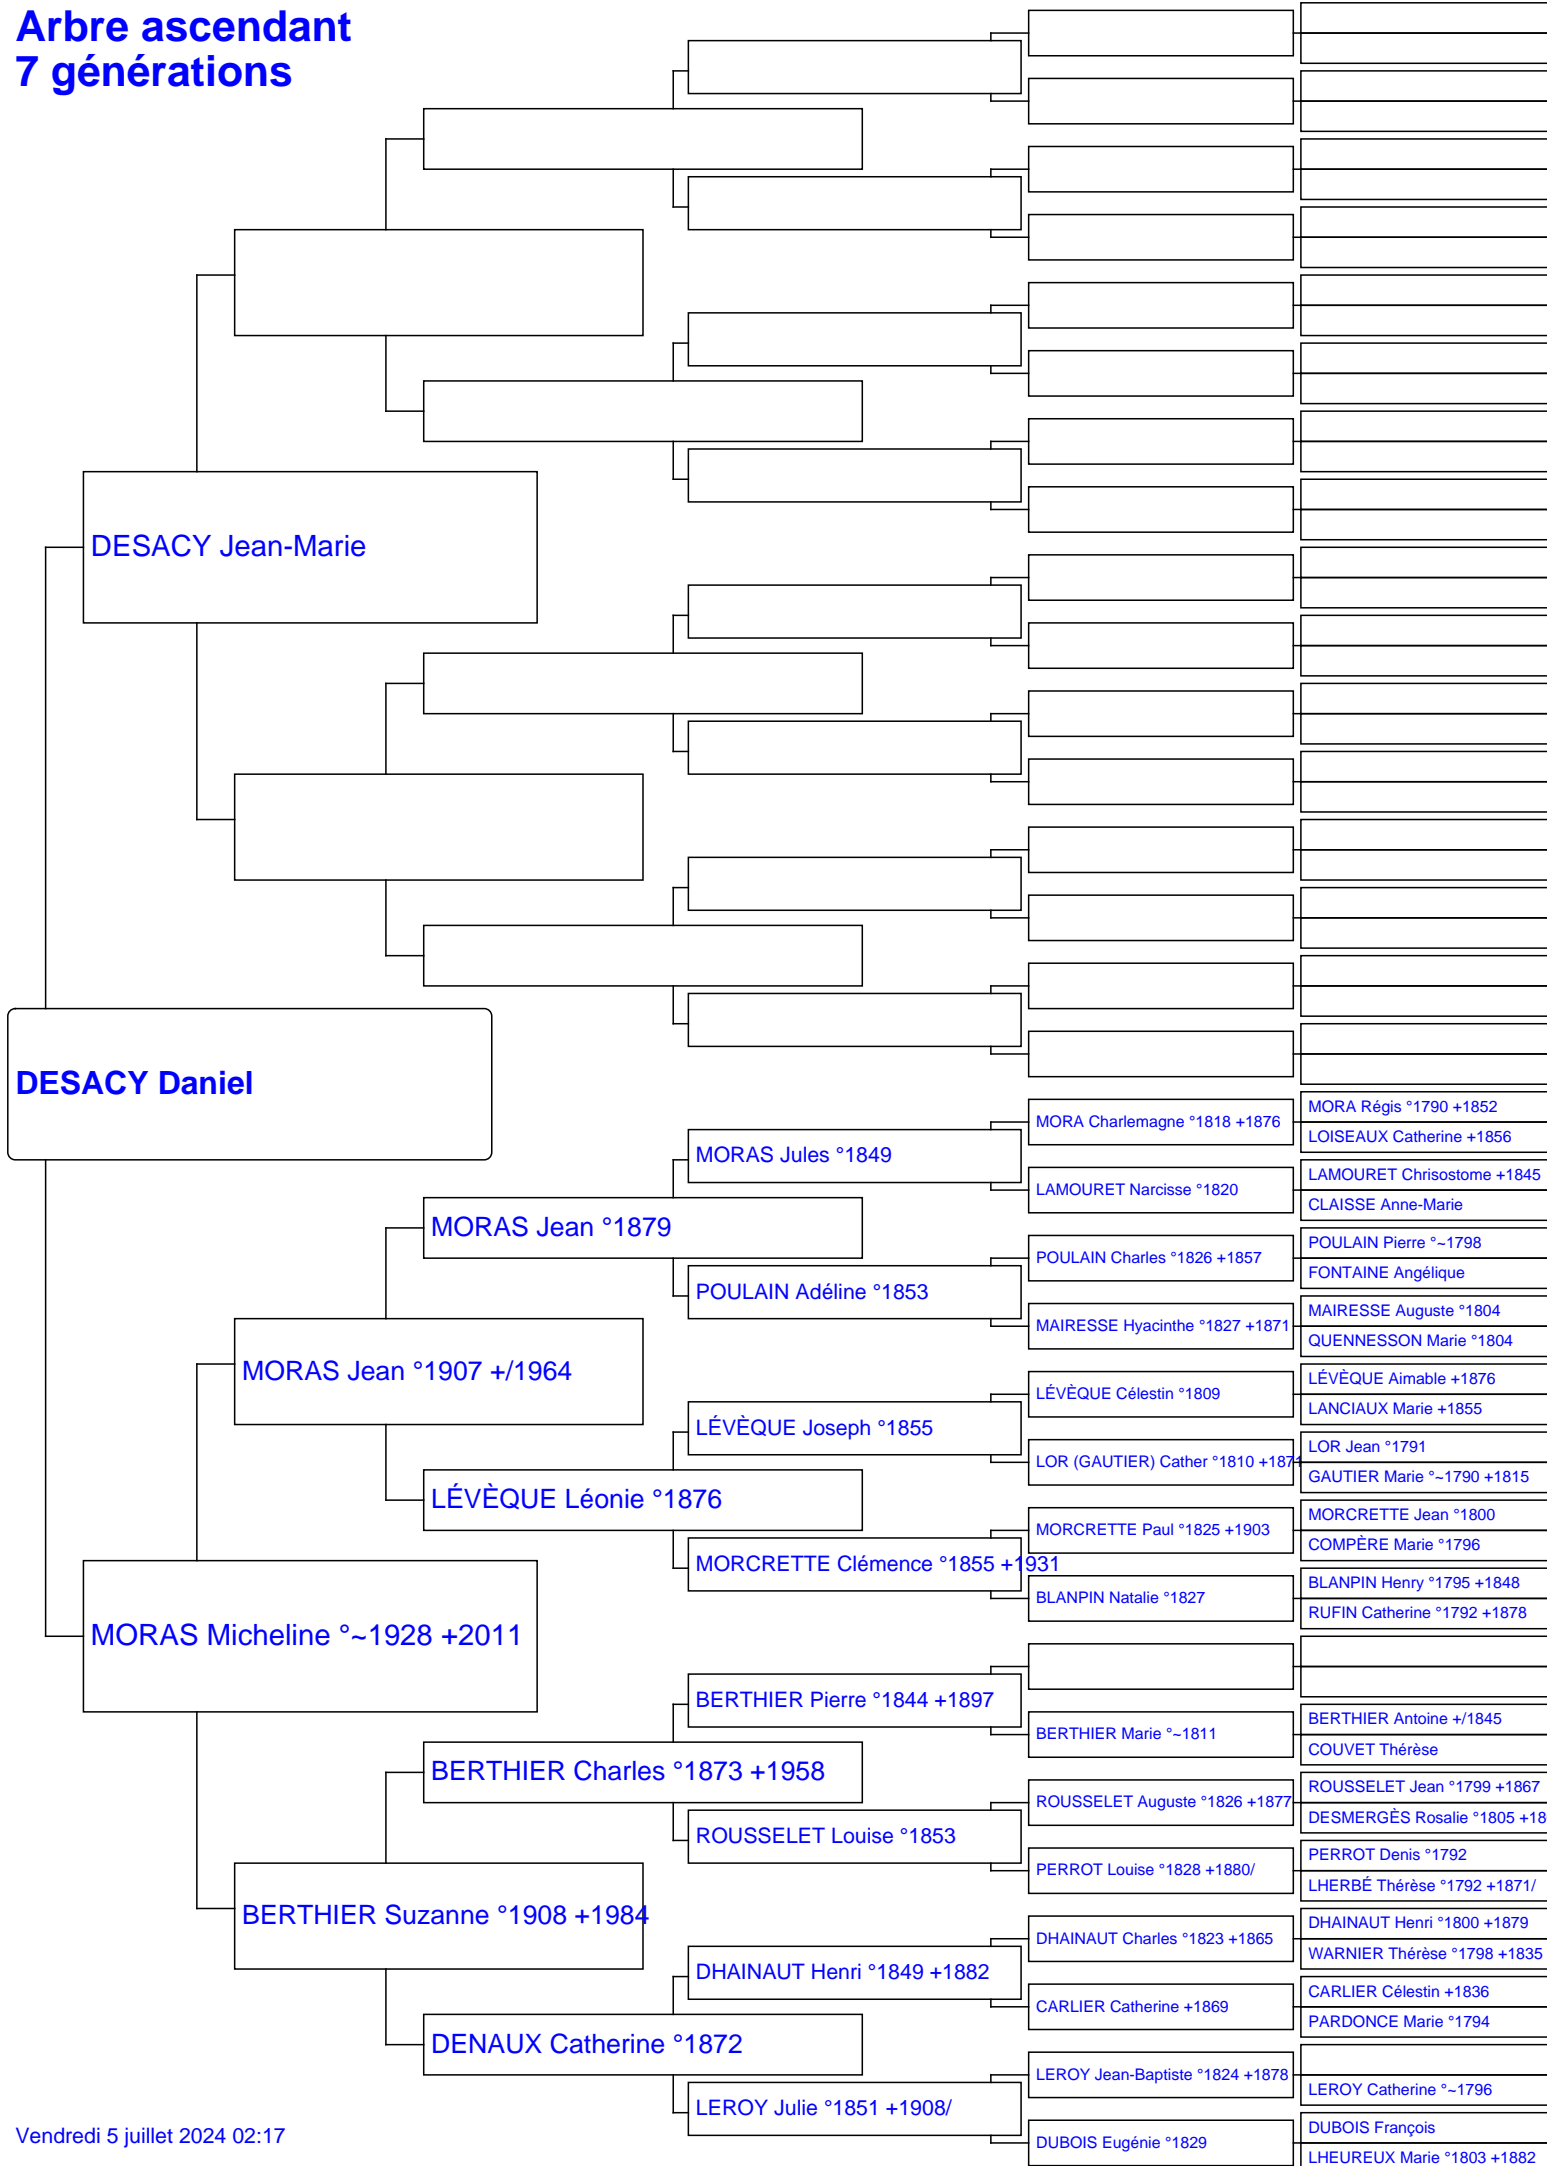 Arbre ascendant
7 générations
DESACY Jean-Marie
DESACY Daniel
MORA Régis °1790 +1852
MORA Charlemagne °1818 +1876
LOISEAUX Catherine +1856
MORAS Jules °1849
LAMOURET Chrisostome +1845
LAMOURET Narcisse °1820
CLAISSE Anne-Marie
MORAS Jean °1879
POULAIN Pierre °~1798
POULAIN Charles °1826 +1857
FONTAINE Angélique
POULAIN Adéline °1853
MAIRESSE Auguste °1804
MAIRESSE Hyacinthe °1827 +1871
QUENNESSON Marie °1804
MORAS Jean °1907 +/1964
LÉVÈQUE Aimable +1876
LÉVÈQUE Célestin °1809
LANCIAUX Marie +1855
LÉVÈQUE Joseph °1855
LOR Jean °1791
LOR (GAUTIER) Cather °1810 +1871
GAUTIER Marie °~1790 +1815
LÉVÈQUE Léonie °1876
MORCRETTE Jean °1800
MORCRETTE Paul °1825 +1903
COMPÈRE Marie °1796
MORCRETTE Clémence °1855 +1931
BLANPIN Henry °1795 +1848
BLANPIN Natalie °1827
RUFIN Catherine °1792 +1878
MORAS Micheline °~1928 +2011
BERTHIER Pierre °1844 +1897
BERTHIER Antoine +/1845
BERTHIER Marie °~1811
COUVET Thérèse
BERTHIER Charles °1873 +1958
ROUSSELET Jean °1799 +1867
ROUSSELET Auguste °1826 +1877
DESMERGÈS Rosalie °1805 +18
ROUSSELET Louise °1853
PERROT Denis °1792
PERROT Louise °1828 +1880/
LHERBÉ Thérèse °1792 +1871/
BERTHIER Suzanne °1908 +1984
DHAINAUT Henri °1800 +1879
DHAINAUT Charles °1823 +1865
WARNIER Thérèse °1798 +1835
DHAINAUT Henri °1849 +1882
CARLIER Célestin +1836
CARLIER Catherine +1869
PARDONCE Marie °1794
DENAUX Catherine °1872
LEROY Jean-Baptiste °1824 +1878
LEROY Catherine °~1796
LEROY Julie °1851 +1908/
DUBOIS François
DUBOIS Eugénie °1829
LHEUREUX Marie °1803 +1882
Vendredi 5 juillet 2024 02:17